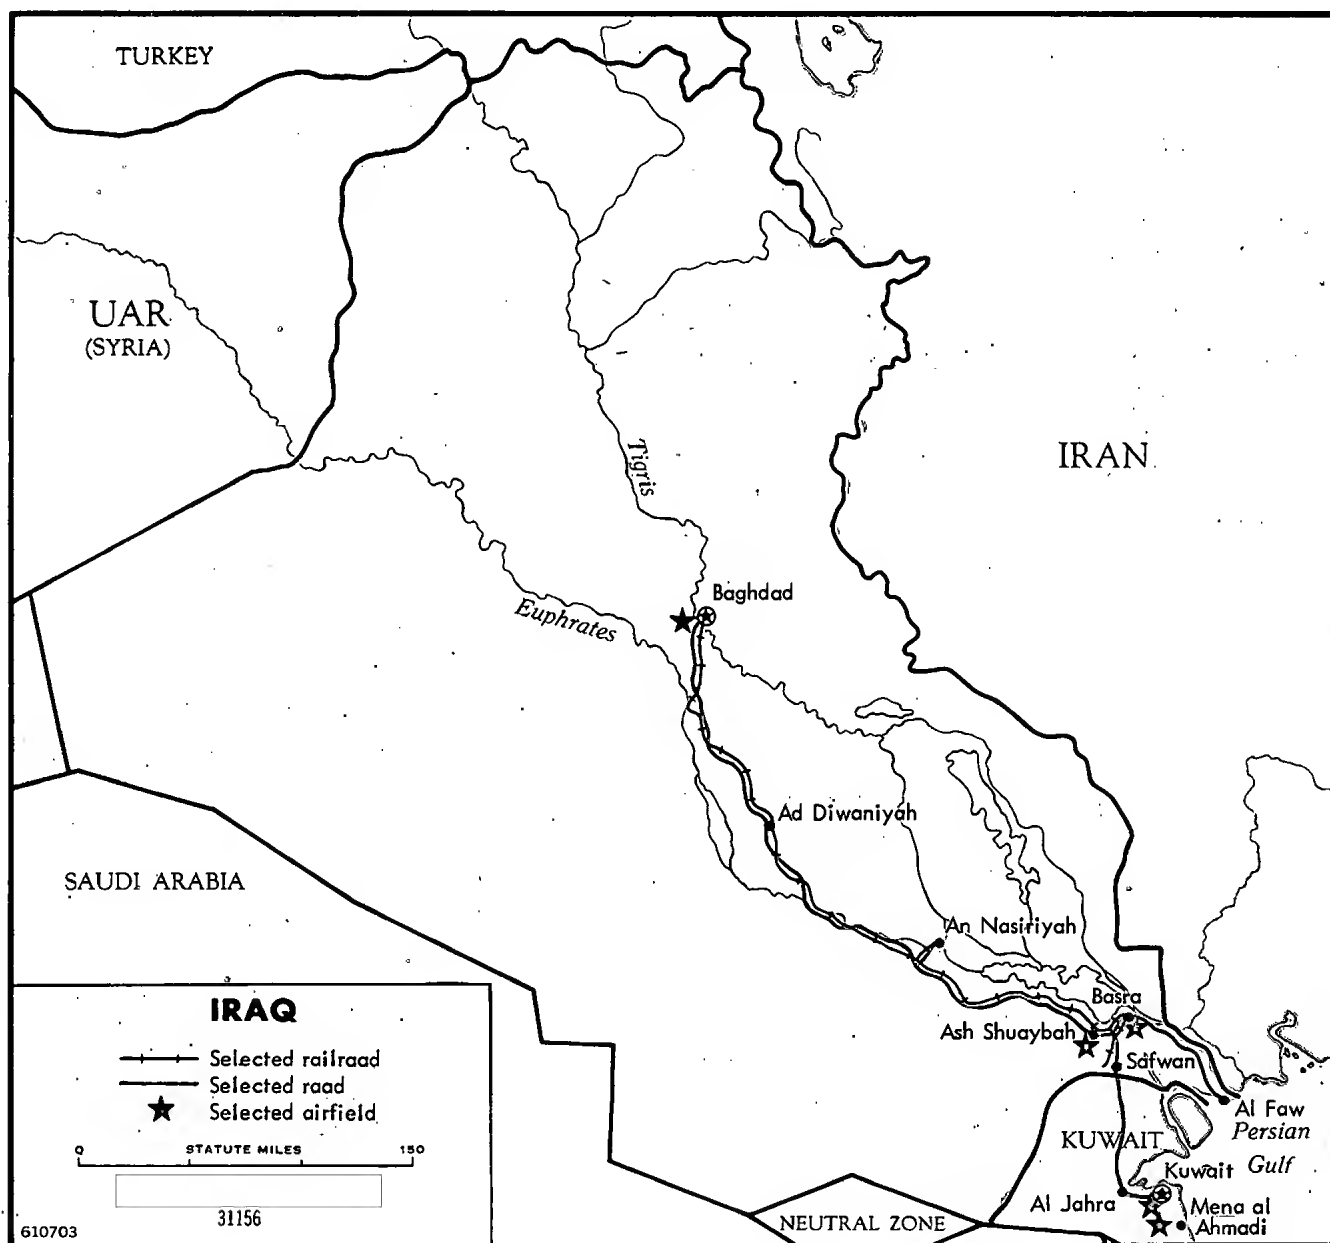 TURKEY
UAR
(SYRIA)
IRAN
Tigris
Baghdad
Euphrates
Ad Diwaniyah
SAUDI ARABIA
An Nasiriyah
Basra
Ash Shuaybah
Safwan
Al Faw
Persian
Gulf
KUWAIT
Kuwait
Al Jahra
Mena al
Ahmadi
NEUTRAL ZONE
IRAQ
Selected railraad
Selected raad
Selected airfield
STATUTE MILES
0 150
31156
610703